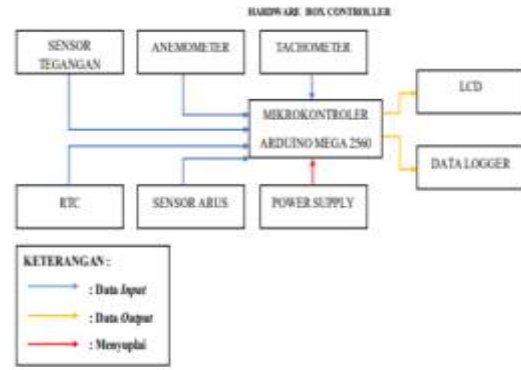 HARDWARE BOX CONTROLLER
SENSOR
TEGANGAN
ANEMOMETER
TACHOMETER
LCD
MIKROKONTROLER
ARDUINO MEGA 2560
DATA LOGGER
RTC
SENSOR ARUS
POWER SUPPLY
KETERANGAN :
: Data Input
: Data Output
: Menyuplai